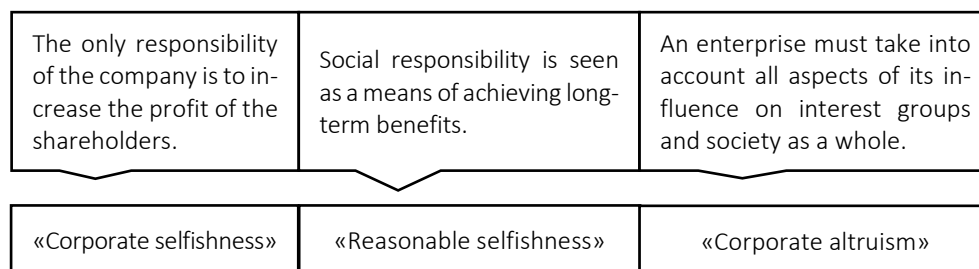 The only responsibility
of the company is to in-
crease the profit of the
shareholders.
Social responsibility is seen
as a means of achieving long-
term benefits.
An enterprise must take into
account all aspects of its in-
fluence on interest groups
and society as a whole.
«Corporate selfishness»
«Reasonable selfishness»
«Corporate altruism»